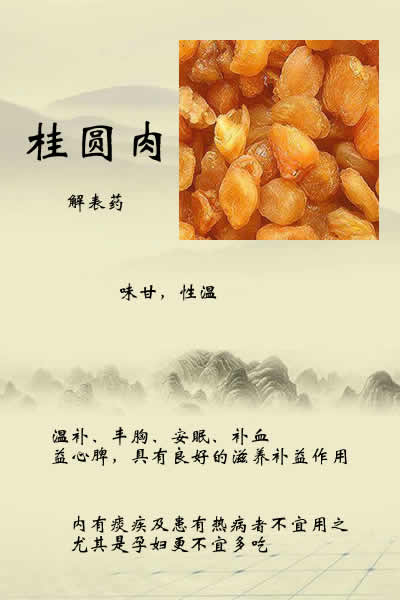 桂圆肉
解表药
味甘，性温
温补、丰胸、安眠、补血
益心脾，具有良好的滋养补益作用
内有痰疾及患有热病者不宜用之
尤其是孕妇更不宜多吃